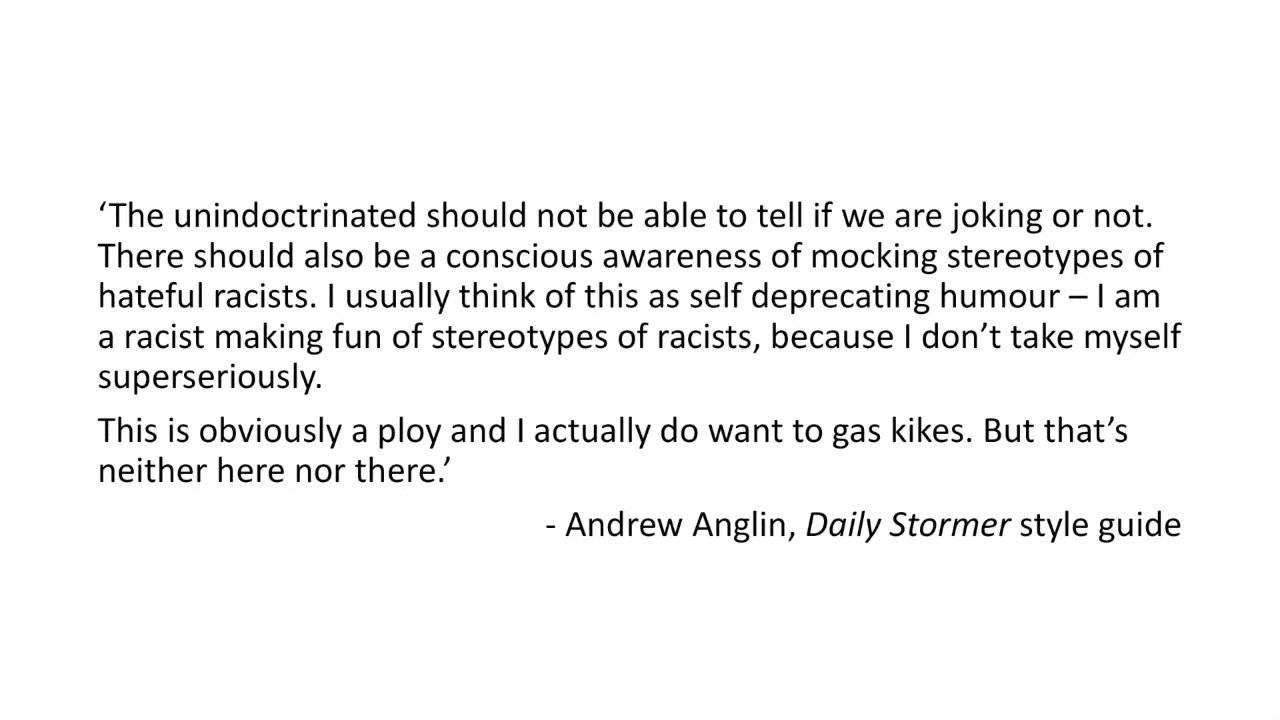 ‘The unindoctrinated should not be able to tell if we are joking or not.
There should also be a conscious awareness of mocking stereotypes of
hateful racists. I usually think of this as self deprecating humour – I am
a racist making fun of stereotypes of racists, because I don’t take myself
superseriously.
This is obviously a ploy and I actually do want to gas kikes. But that’s
neither here nor there.’
- Andrew Anglin, Daily Stormer style guide